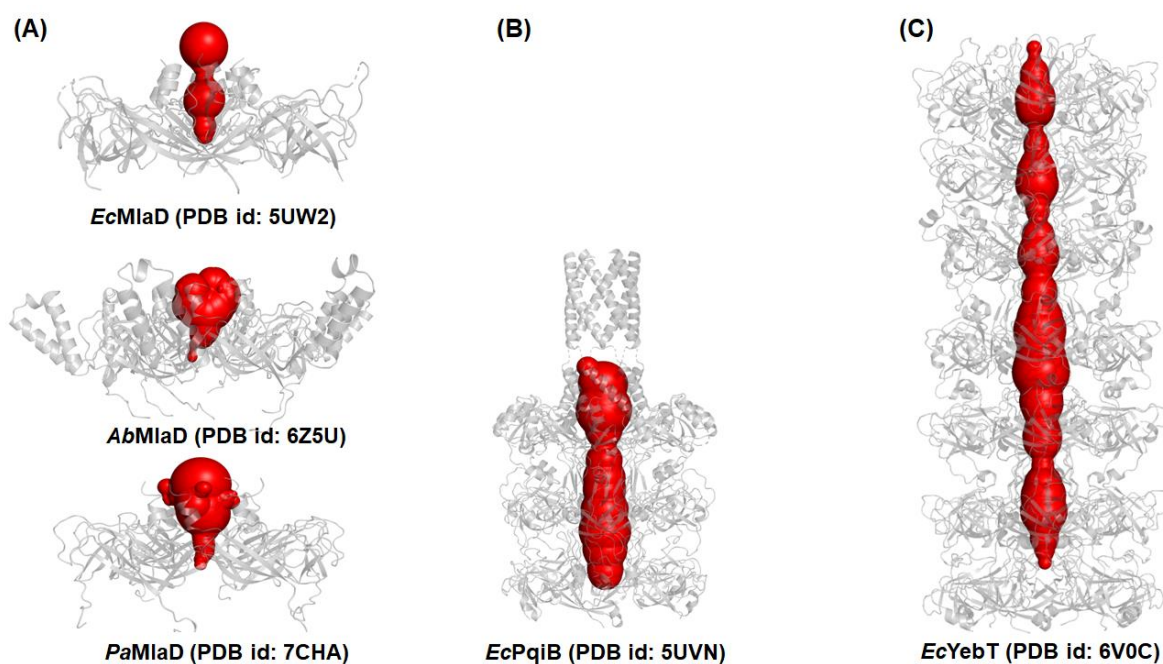 (A)
EcMlaD (PDB id: 5UW2)
AbMlaD (PDB id: 6Z5U)
PaMlaD (PDB id: 7CHA)
(B)
EcPqiB (PDB id: 5UVN)
(C)
EcYebT (PDB id: 6V0C)